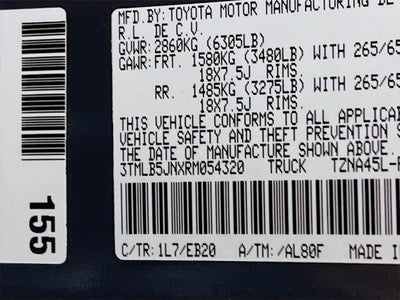 155
MFD.BY:TOYOTA MOTOR MANUFACTURING DE
R.L. DE C.V.
GVWR:2860KG (6305LB)
GAWR:FRT. 1580KG (3480LB) WITH 265/65
18X7.5J RIMS.
RR. 1485KG (3275LB) WITH 265/65
18X7.5J RIMS.
THIS VEHICLE CONFORMS TO ALL APPLICAB
VEHICLE SAFETY AND THEFT PREVENTION S
THE DATE OF MANUFACTURE SHOWN ABOVE.
3TMLB5JNXRM054320 TRUCK TZNA45L-
C/TR:1L7/EB20 A/TM:/AL80F MADE I